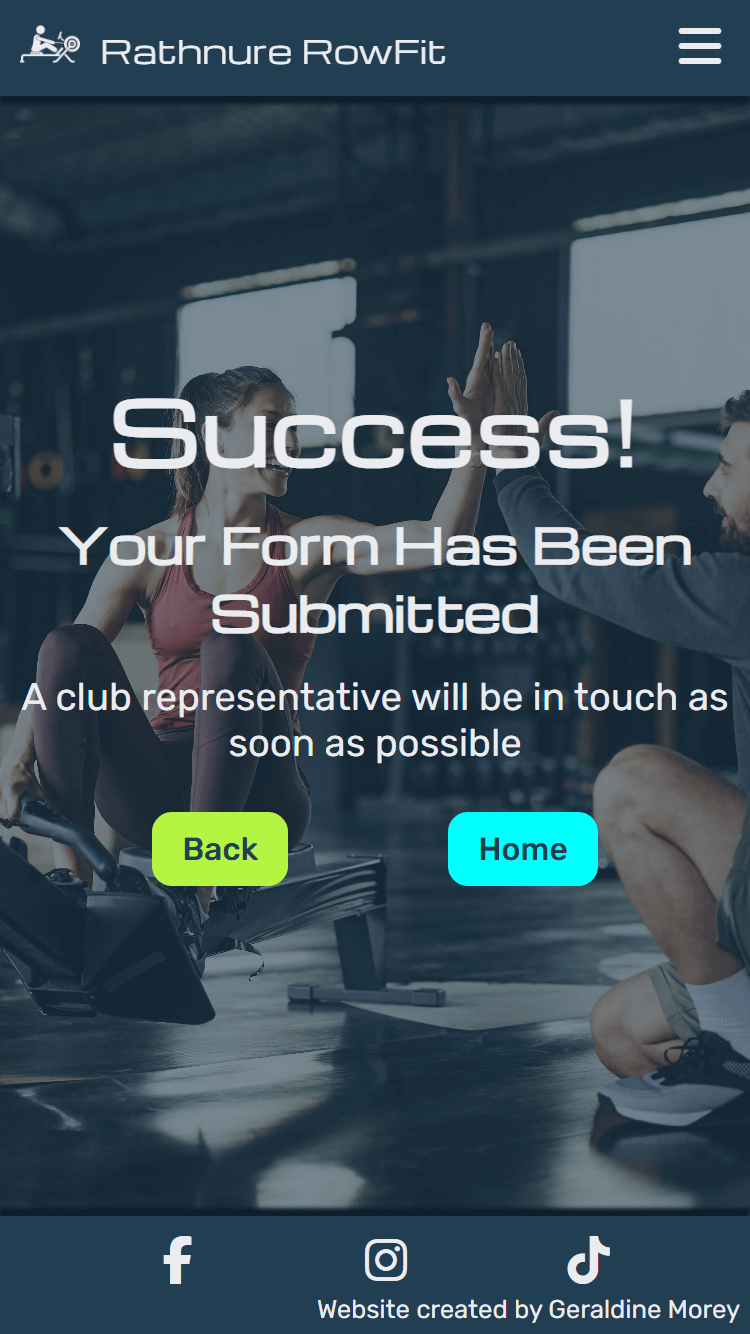 Rathnure RowFit
Success!
Your Form Has Been
Submitted
A club representative will be in touch as
soon as possible
Back
Home
Website created by Geraldine Morey